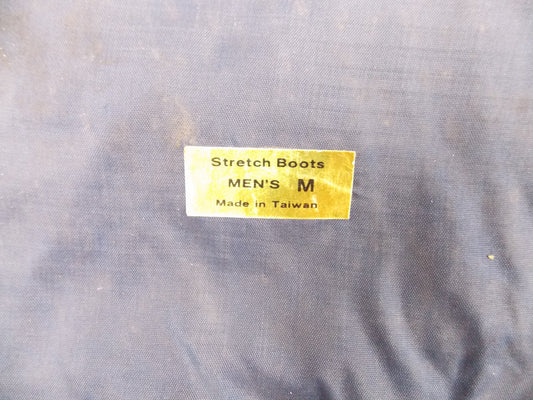 Stretch Boots
MEN'S M
Made in Taiwan